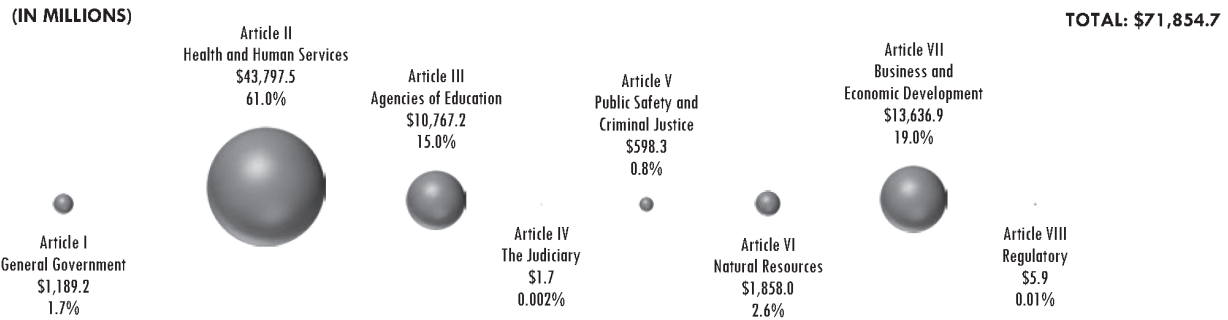 (IN MILLIONS)
TOTAL: $71,854.7
Article I
General Government
$1,189.2
1.7%
Article II
Health and Human Services
$43,797.5
61.0%
Article III
Agencies of Education
$10,767.2
15.0%
Article IV
The Judiciary
$1.7
0.002%
Article V
Public Safety and
Criminal Justice
$598.3
0.8%
Article VI
Natural Resources
$1,858.0
2.6%
Article VII
Business and
Economic Development
$13,636.9
19.0%
Article VIII
Regulatory
$5.9
0.01%